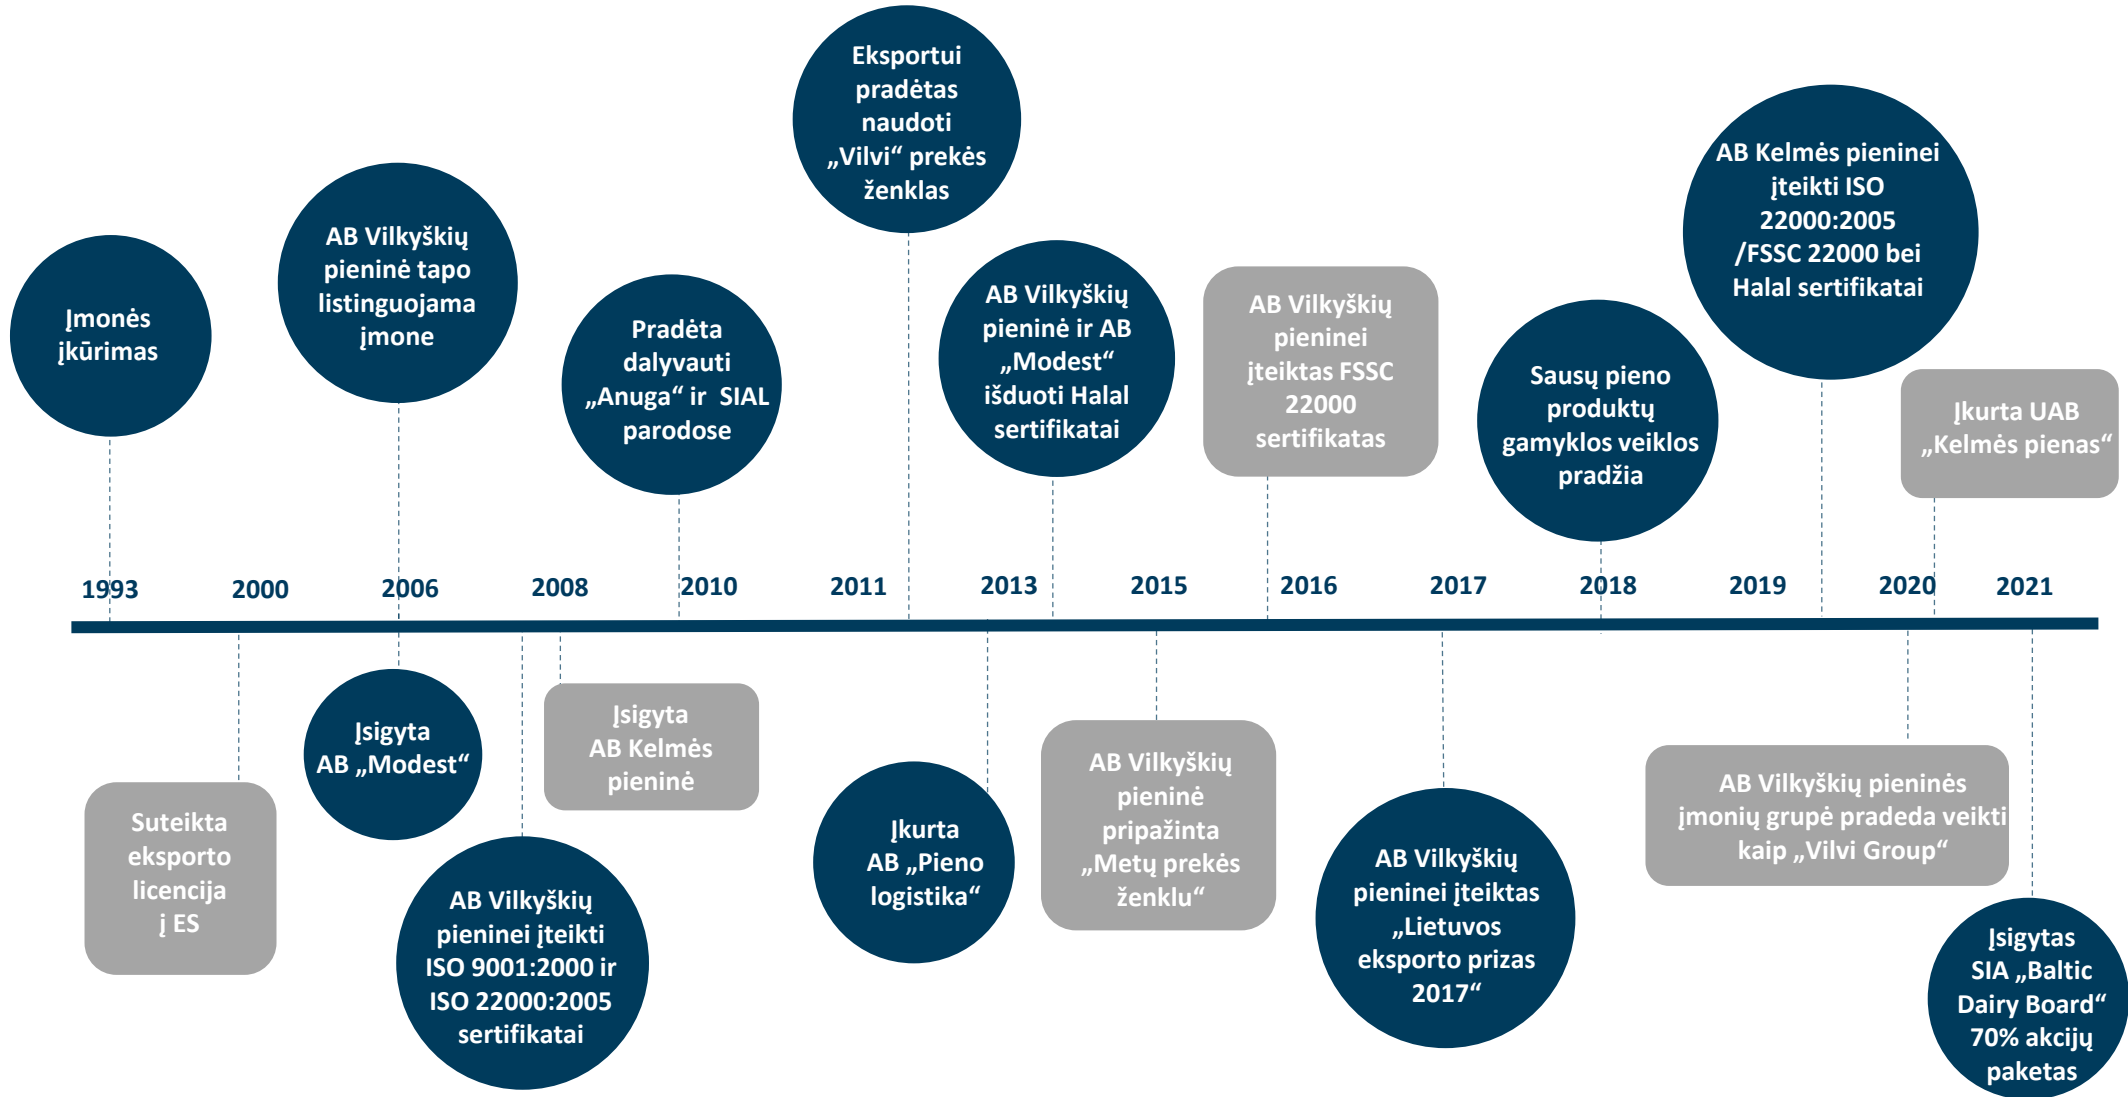 Eksportui
pradėtas
naudoti
„Vilvi“ prekės
ženklas
AB Kelmės pieninei
įteikti ISO
22000:2005
/FSSC 22000 bei
Halal sertifikatai
AB Vilkyškių
pieninė tapo
listinguojama
įmone
Įmonės
įkūrimas
Pradėta
dalyvauti
„Anuga“ ir SIAL
parodose
AB Vilkyškių
pieninė ir AB
„Modest“
išduoti Halal
sertifikatai
AB Vilkyškių
pieninei
įteiktas FSSC
22000
sertifikatas
Sausų pieno
produktų
gamyklos veiklos
pradžia
Įkurta UAB
„Kelmės pienas“
1993 2000 2006 2008 2010 2011 2013 2015 2016 2017 2018 2019 2020 2021
Suteikta
eksporto
licencija
į ES
Įsigyta
AB „Modest“
AB Vilkyškių
pieninei įteikti
ISO 9001:2000 ir
ISO 22000:2005
sertifikatai
Įsigyta
AB Kelmės
pieninė
Įkurta
AB „Pieno
logistika“
AB Vilkyškių
pieninė
pripažinta
„Metų prekės
ženklu“
AB Vilkyškių
pieninei įteiktas
„Lietuvos
eksporto prizas
2017“
AB Vilkyškių pieninės
įmonių grupė pradeda veikti
kaip „Vilvi Group“
Įsigytas
SIA „Baltic
Dairy Board“
70% akcijų
paketas